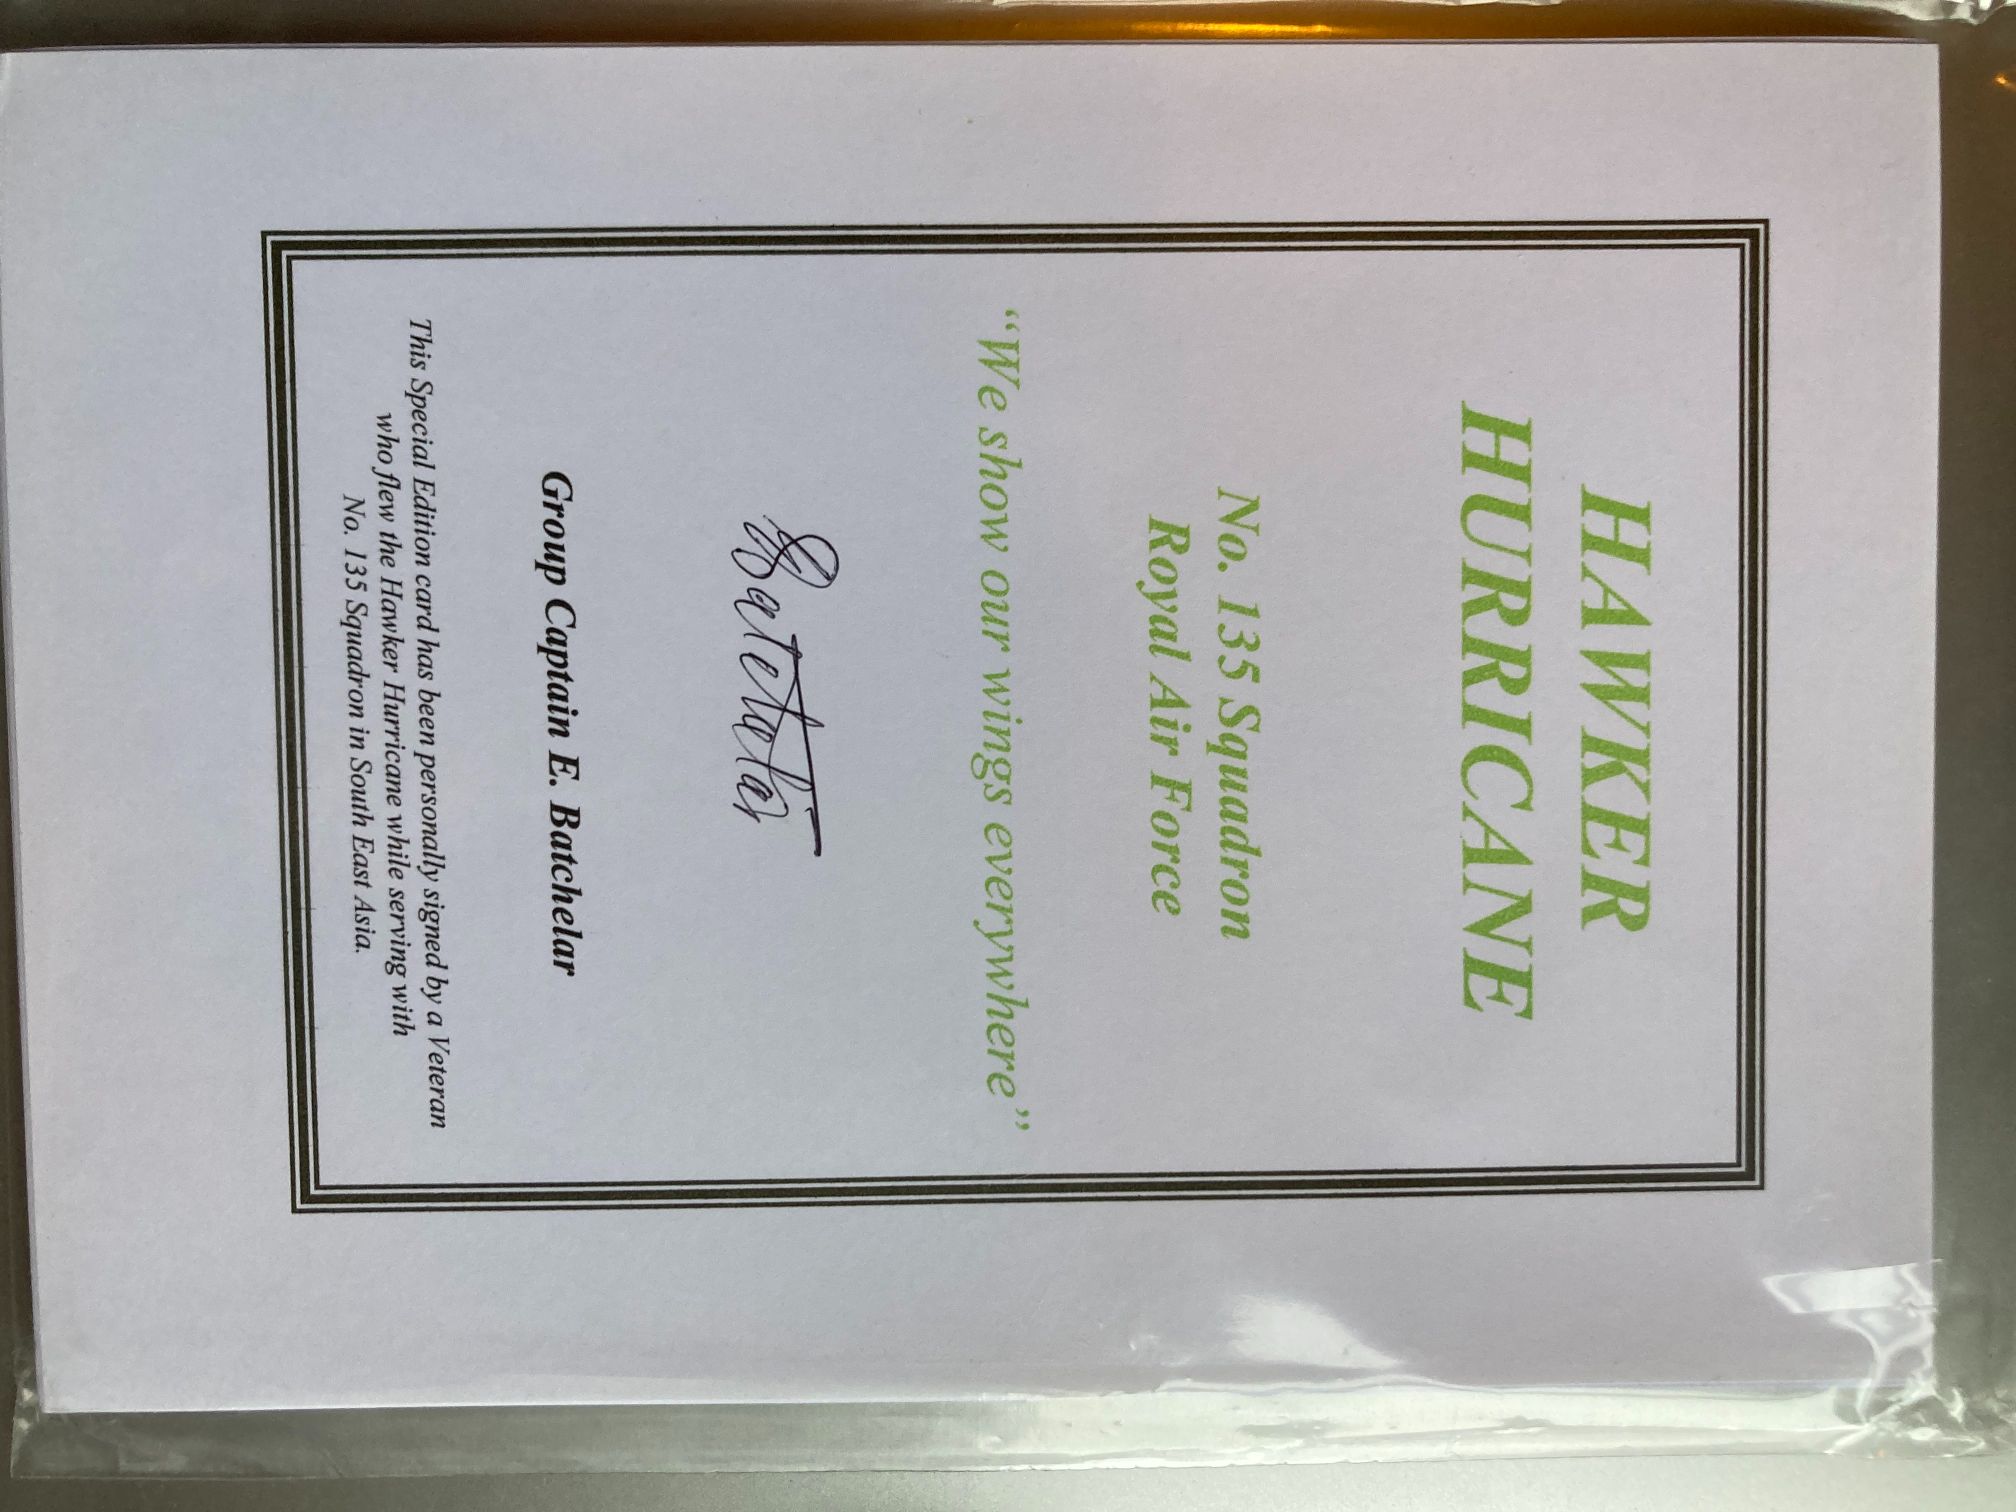 HAWKER
HURRICANE
No. 135 Squadron
Royal Air Force
“We show our wings everywhere”
Group Captain E. Batchelar
This Special Edition card has been personally signed by a Veteran
who flew the Hawker Hurricane while serving with
No. 135 Squadron in South East Asia.